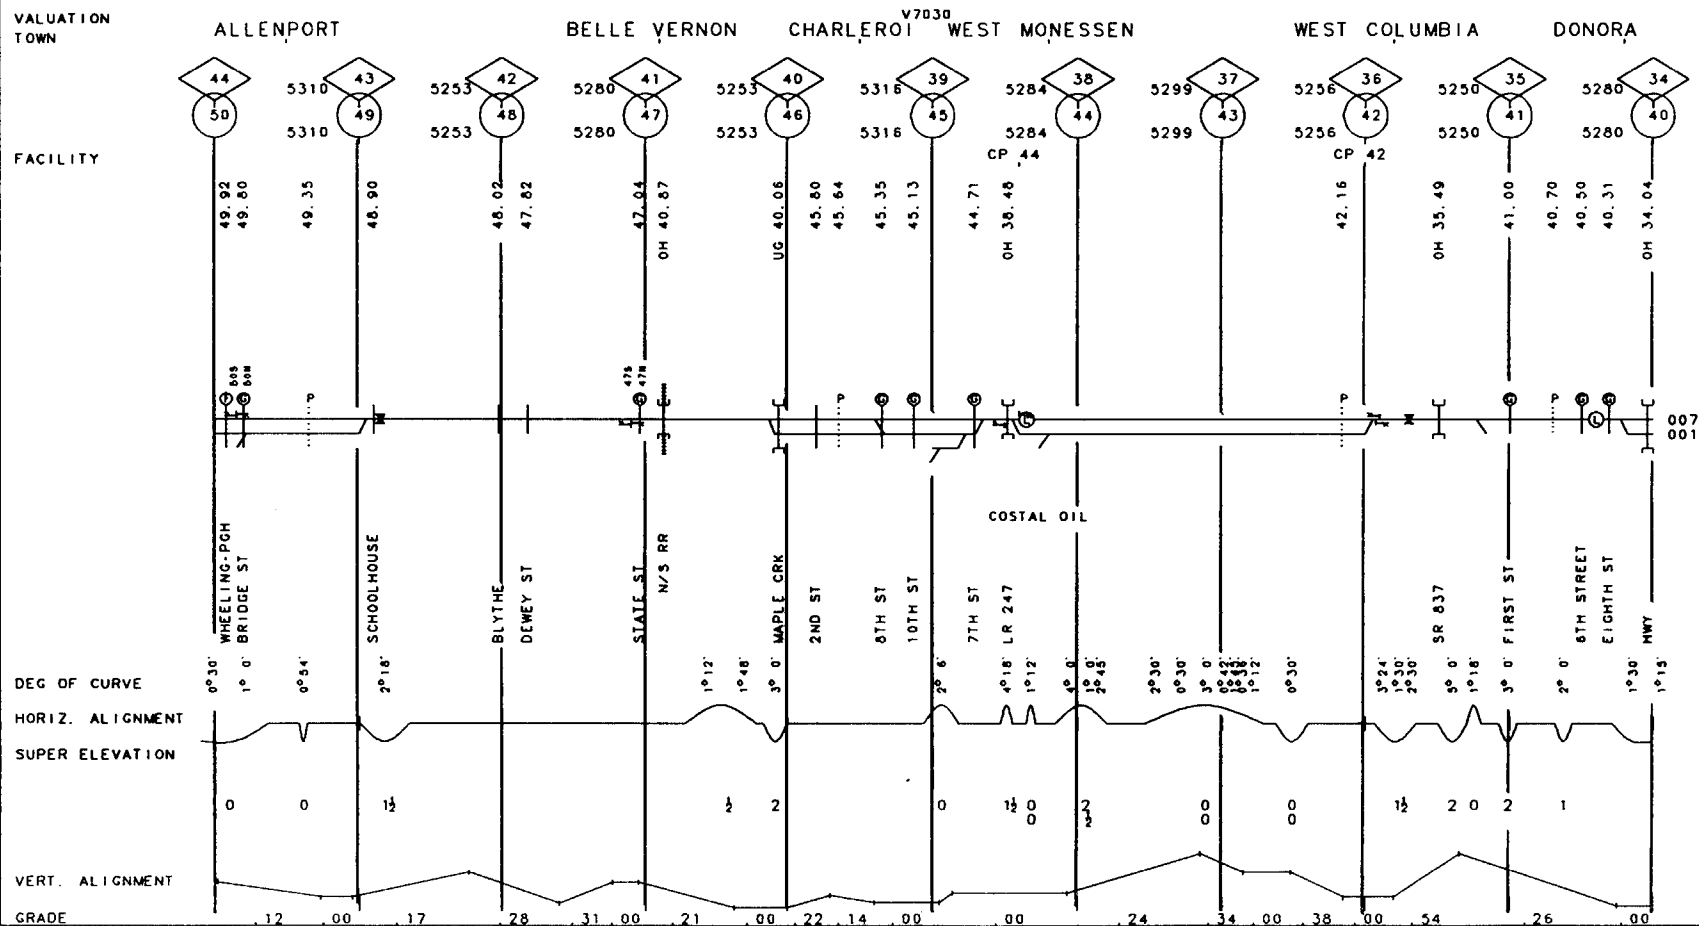 VALUATION V7030
TOWN ALLENPORT BELLE VERNON CHARLEROI WEST MONESSEN WEST COLUMBIA DONORA
44 5310 43 5253 42 5280 41 5253 40 5316 39 5284 38 5299 37 5256 36 5250 35 5280 34
50 5310 49 5253 48 5280 47 5253 46 5316 45 5284 44 5299 43 5256 42 5250 41 5280 40
FACILITY CP 44 CP 42
49.92 49.80 49.35 48.90 48.02 47.82 47.04 OH 40.87 UG 40.06 45.80 45.64 45.35 45.13 44.71 OH 38.48 42.16 OH 35.49 41.00 40.70 40.50 40.31 OH 34.04
50S 50N 47S 47N
P P P P
G G G G G G G G
L L
007
001
COSTAL OIL
WHEELING-PGH BRIDGE ST SCHOOLHOUSE BLYTHE DEWEY ST STATE ST N/S RR MAPLE CRK 2ND ST 8TH ST 10TH ST 7TH ST LR 247 SR 837 FIRST ST 6TH STREET EIGHTH ST HWY
DEG OF CURVE 0°30' 1° 0' 0°54' 2°18' 1°12' 1°48' 3° 0' 2° 6' 4°18' 1°12' 4° 0' 1° 0' 2°45' 2°30' 0°30' 3° 0' 0°42' 0°36' 1°12' 0°30' 3°24' 1°30' 2°30' 5° 0' 1°18' 3° 0' 2° 0' 1°30' 1°15'
HORIZ. ALIGNMENT
SUPER ELEVATION
0 0 1½ ½ 2 0 1½ 0 2 0 0 1½ 2 0 2 1
0 ½ 0 0
VERT. ALIGNMENT
GRADE .12 .00 .17 .28 .31 .00 .21 .00 .22 .14 .00 .00 .24 .34 .00 .38 .00 .54 .26 .00